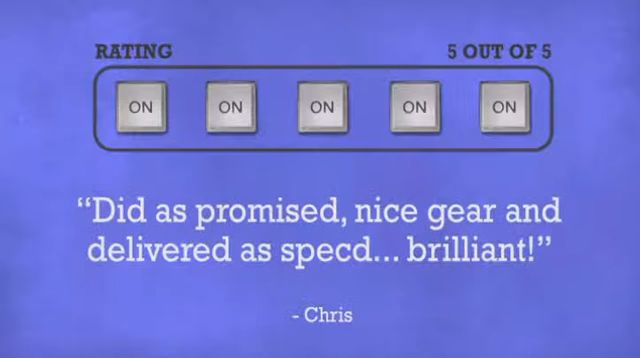 RATING 5 OUT OF 5
ON ON ON ON ON
“Did as promised, nice gear and
delivered as specd... brilliant!”
- Chris